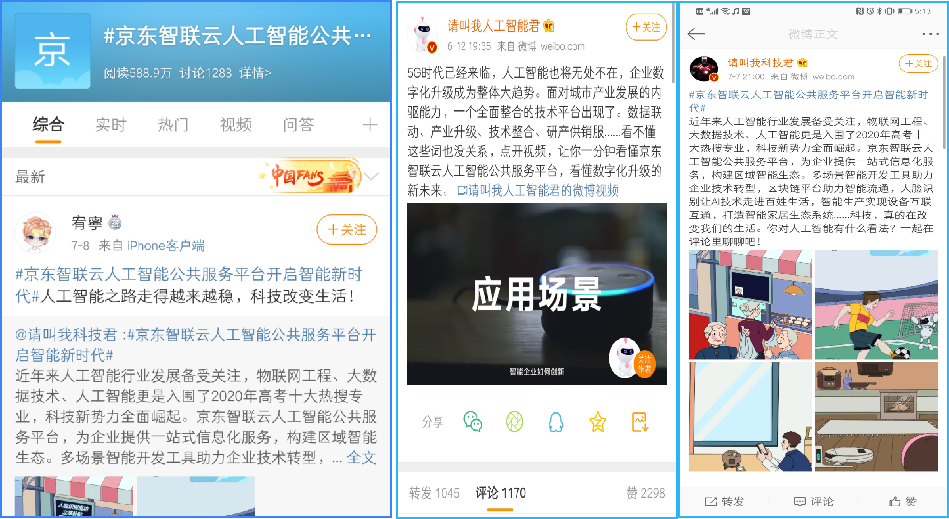 京
#京东智联云人工智能公共…
阅读588.9万 讨论1283 详情>
综合 实时 热门 视频 问答
最新
中国FANS
宥寧
7-8 来自 iPhone客户端
+关注
#京东智联云人工智能公共服务平台开启智能新时
代#人工智能之路走得越来越稳，科技改变生活！
@请叫我科技君 :#京东智联云人工智能公共服务平台开
启智能新时代#
近年来人工智能行业发展备受关注，物联网工程、大数
据技术、人工智能更是入围了2020年高考十大热搜专
业，科技新势力全面崛起。京东智联云人工智能公共服
务平台，为企业提供一站式信息化服务，构建区域智能
生态。多场景智能开发工具助力企业技术转型，... 全文
请叫我人工智能君
6-12 19:35 来自 微博 weibo.com
+关注
5G时代已经来临，人工智能也将无处不在，企业数
字化升级成为整体大趋势。面对城市产业发展的内
驱能力，一个全面整合的技术平台出现了。数据联
动、产业升级、技术整合、研产供销服......看不懂
这些词也没关系，点开视频，让你一分钟看懂京东
智联云人工智能公共服务平台，看懂数字化升级的
新未来。 请叫我人工智能君的微博视频
应用场景
关注
作者
智能企业如何创新
分享
转发 1045 评论 1170 赞 2298
5:13
微博正文
请叫我科技君
7-7 21:00 来自 微博 weibo.com
+关注
#京东智联云人工智能公共服务平台开启智能新时
代#
近年来人工智能行业发展备受关注，物联网工程、
大数据技术、人工智能更是入围了2020年高考十
大热搜专业，科技新势力全面崛起。京东智联云人
工智能公共服务平台，为企业提供一站式信息化服
务，构建区域智能生态。多场景智能开发工具助力
企业技术转型，区块链平台助力智能流通，人脸识
别让AI技术走进百姓生活，智能生产实现设备互联
互通，打造智能家居生态系统......科技，真的在改
变我们的生活。你对人工智能有什么看法？一起在
评论里聊聊吧！
转发 评论 赞